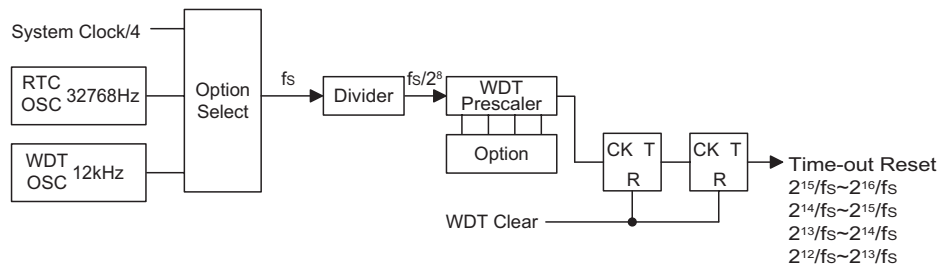 System Clock/4
RTC
OSC 32768Hz
WDT
OSC 12kHz
Option
Select
fS
Divider
fS/2⁸
WDT
Prescaler
Option
CK T
R
CK T
R
WDT Clear
Time-out Reset
2¹⁵/fS~2¹⁶/fS
2¹⁴/fS~2¹⁵/fS
2¹³/fS~2¹⁴/fS
2¹²/fS~2¹³/fS